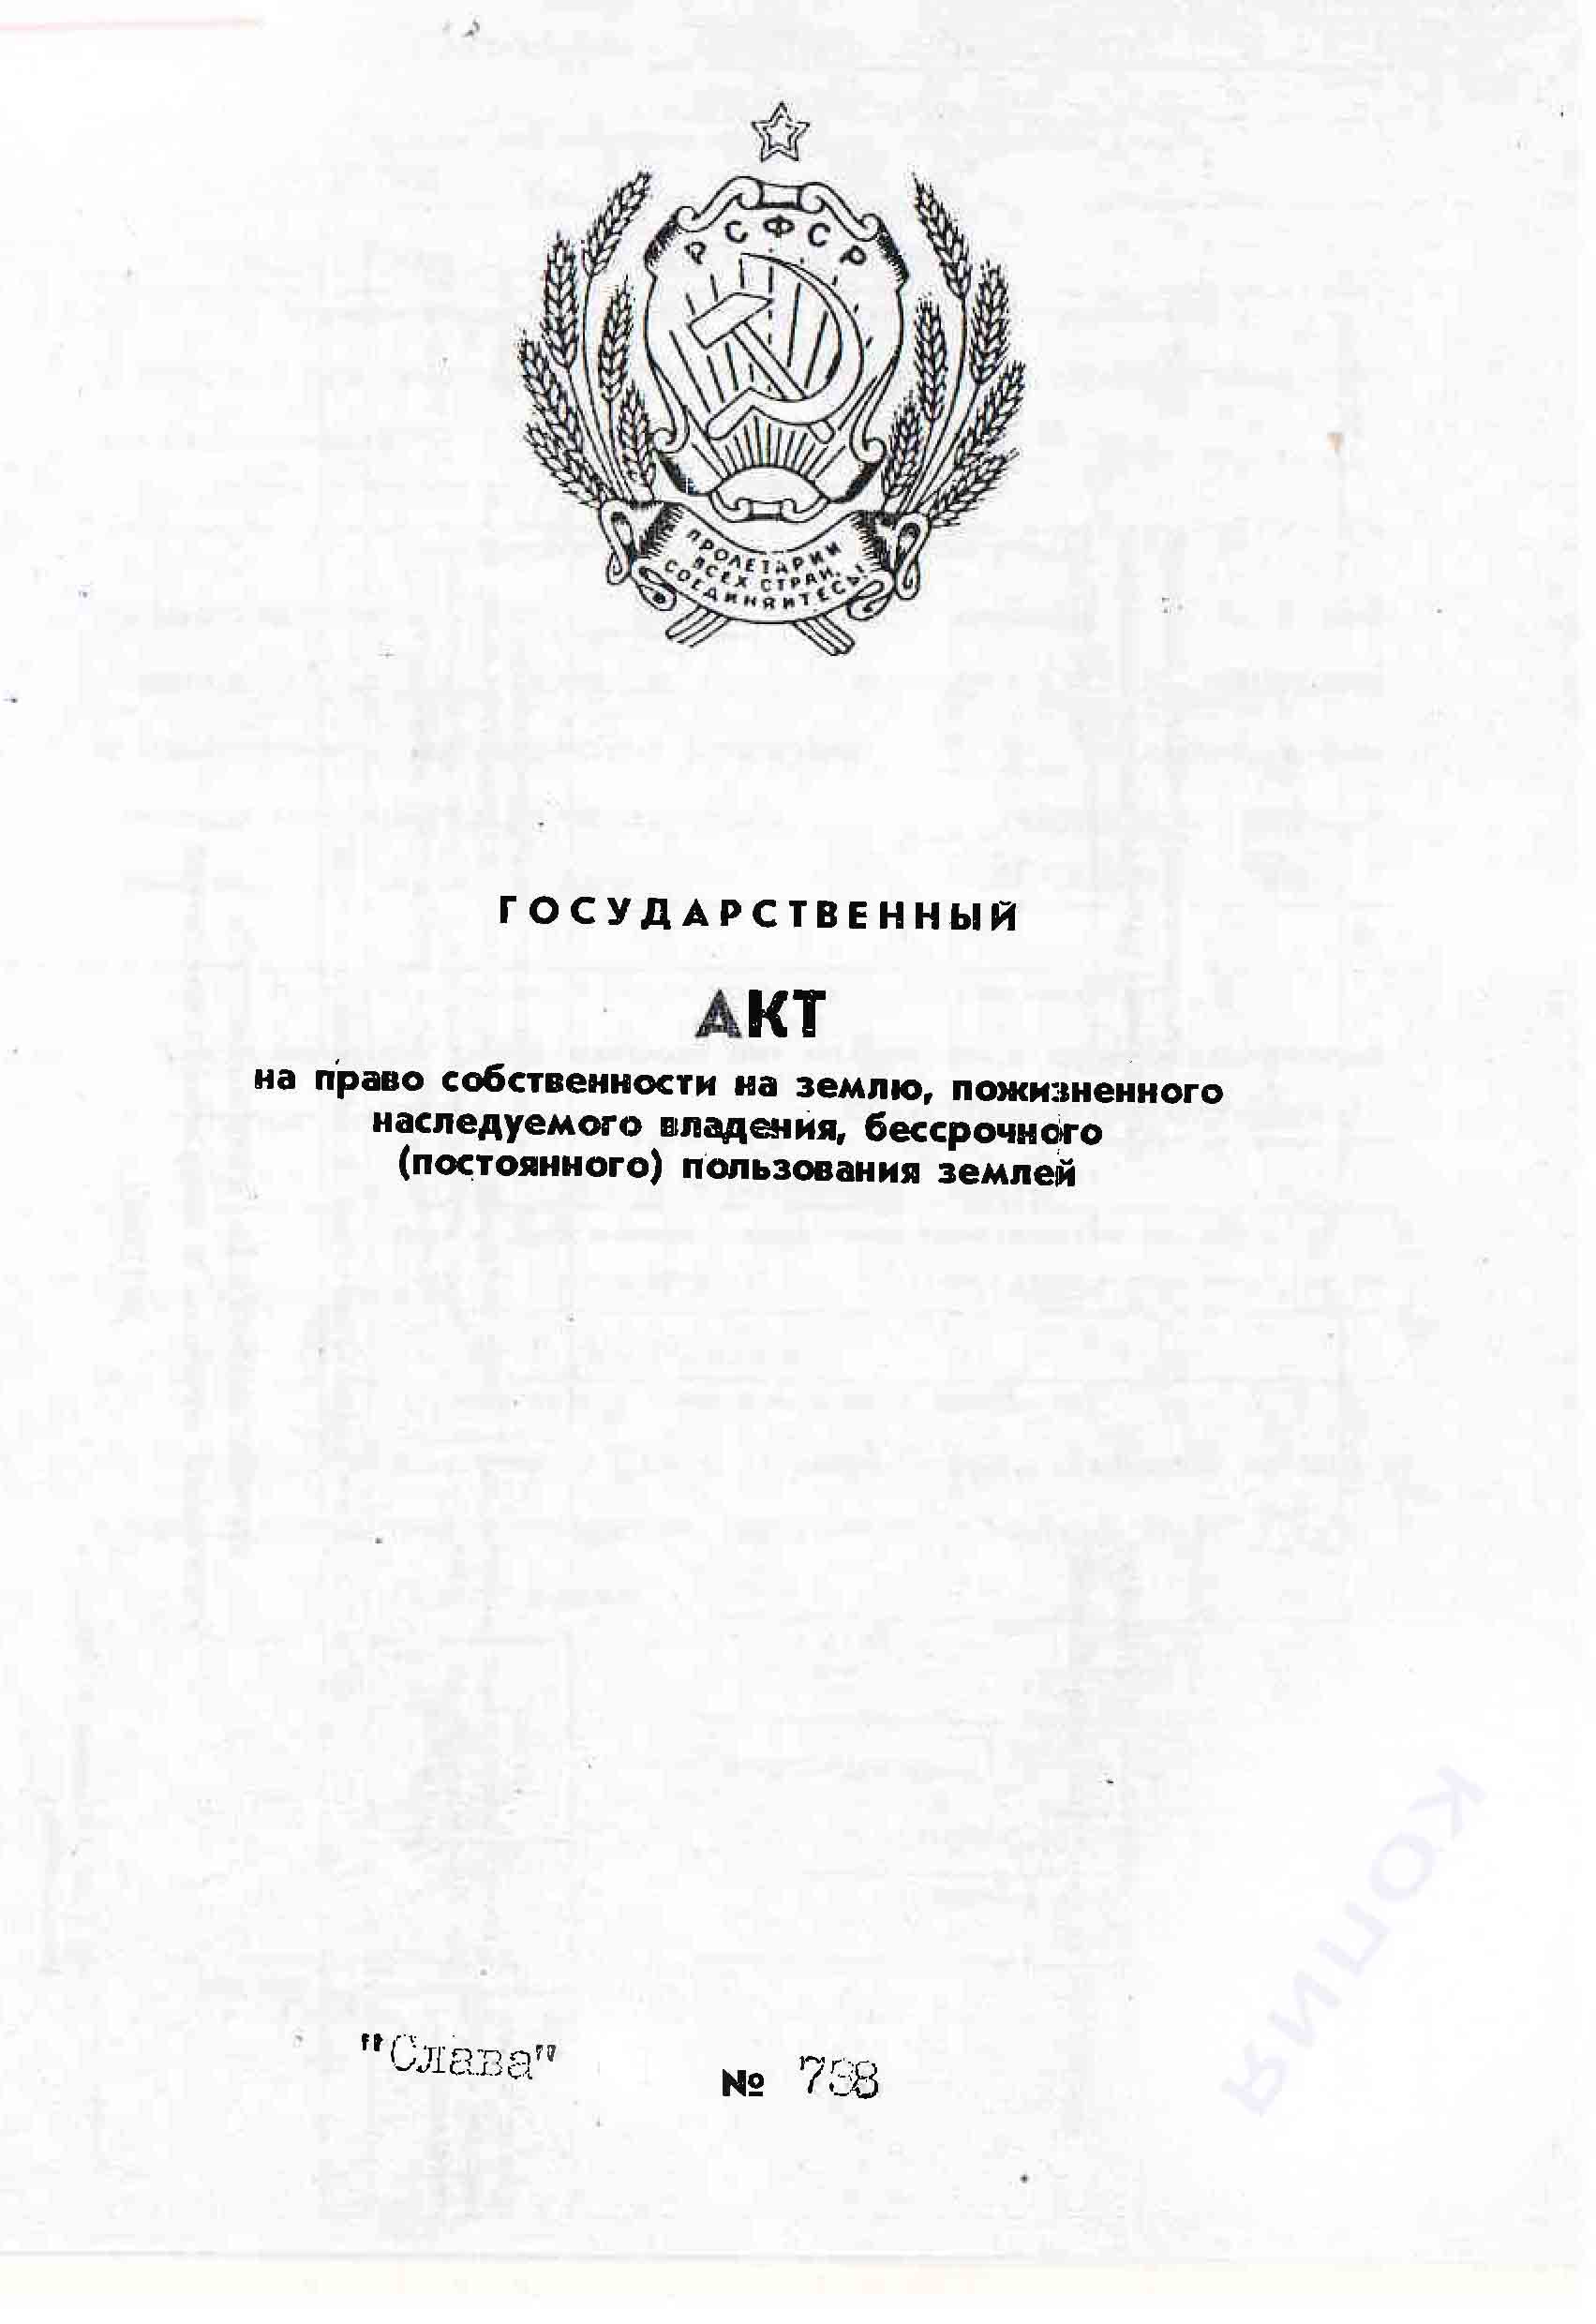 РСФСР
ПРОЛЕТАРИИ
ВСЕХ СТРАН,
СОЕДИНЯЙТЕСЬ!
ГОСУДАРСТВЕННЫЙ
АКТ
на право собственности на землю, пожизненного
наследуемого владения, бессрочного
(постоянного) пользования землей
КОПИЯ
"Слава"
№ 738